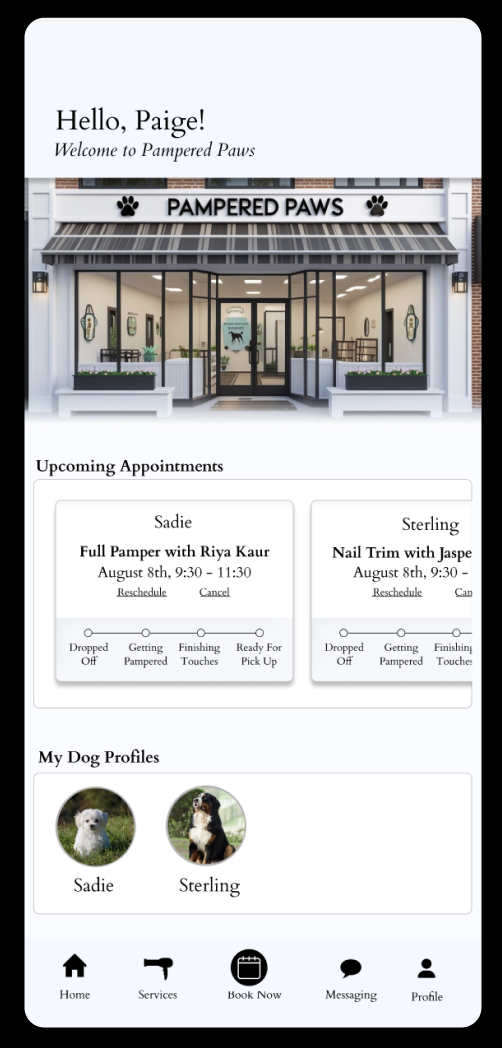 Hello, Paige!
Welcome to Pampered Paws
PAMPERED PAWS
Upcoming Appointments
Sadie
Full Pamper with Riya Kaur
August 8th, 9:30 - 11:30
Reschedule Cancel
Dropped Off
Getting Pampered
Finishing Touches
Ready For Pick Up
Sterling
Nail Trim with Jaspe
August 8th, 9:30 -
Reschedule Can
Dropped Off
Getting Pampered
Finishing Touches
My Dog Profiles
Sadie
Sterling
Home
Services
Book Now
Messaging
Profile